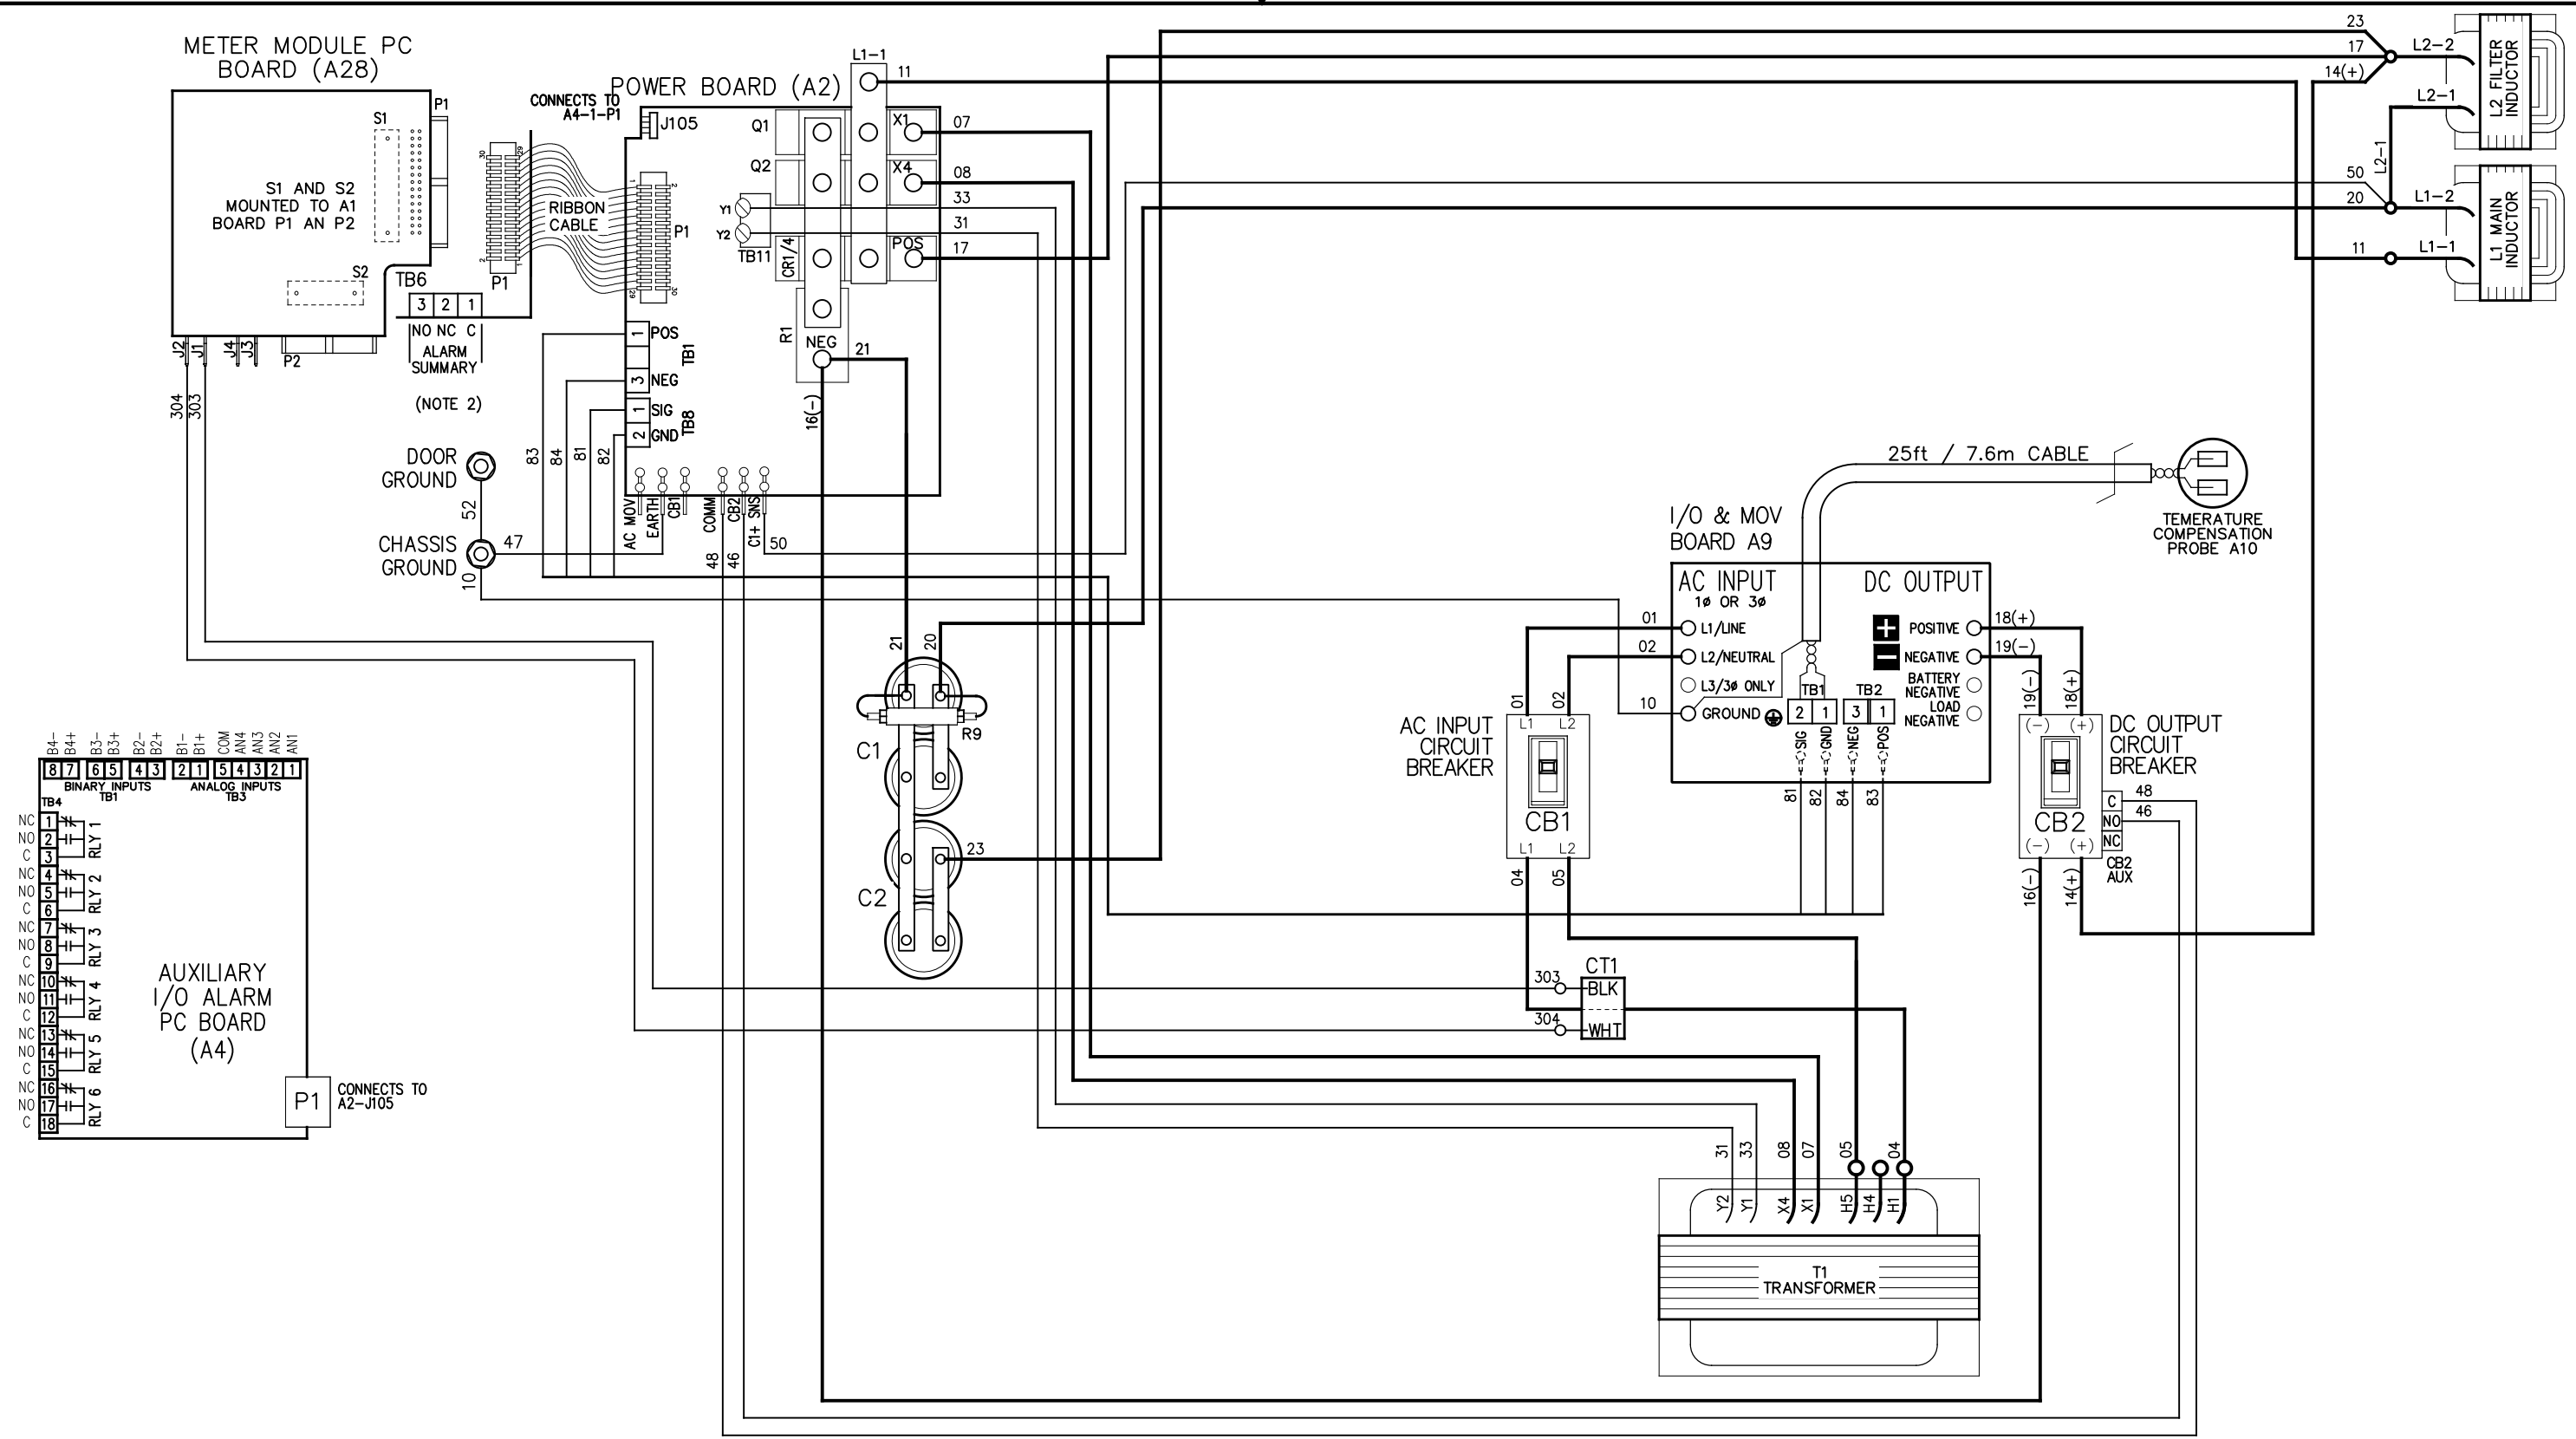 METER MODULE PC
BOARD (A28)
P1
S1
S1 AND S2
MOUNTED TO A1
BOARD P1 AN P2
S2
J2
J1
J4
J3
P2
304
303
TB6
3 2 1
NO NC C
ALARM
SUMMARY
(NOTE 2)
30
29
2
1
P1
RIBBON
CABLE
CONNECTS TO
A4-1-P1
POWER BOARD (A2)
J105
1
2
29
30
P1
Q1
Q2
Y1
Y2
TB11
CR1/4
R1
NEG
L1-1
X1
X4
POS
11
07
08
33
31
17
21
16(-)
1 POS
TB1
3 NEG
1 SIG
TB8
2 GND
83
84
81
82
AC MOV
EARTH
CB1
COMM
CB2
C1+ SNS
48
46
50
DOOR
GROUND
52
CHASSIS
GROUND
47
10
21
20
R9
C1
C2
23
23
17
14(+)
L2-2
L2-1
L2-1
L2 FILTER
INDUCTOR
50
20
11
L1-2
L1-1
L1 MAIN
INDUCTOR
25ft / 7.6m CABLE
TEMERATURE
COMPENSATION
PROBE A10
I/O & MOV
BOARD A9
AC INPUT
1ø OR 3ø
DC OUTPUT
01
L1/LINE
02
L2/NEUTRAL
L3/3ø ONLY
10
GROUND
TB1
2 1
TB2
3 1
SIG
GND
NEG
POS
81
82
84
83
+ POSITIVE
- NEGATIVE
BATTERY
NEGATIVE
LOAD
NEGATIVE
18(+)
19(-)
19(-)
18(+)
AC INPUT
CIRCUIT
BREAKER
01
02
L1 L2
CB1
L1 L2
04
05
DC OUTPUT
CIRCUIT
BREAKER
(-) (+)
CB2
(-) (+)
C
NO
NC
48
46
CB2
AUX
16(-)
14(+)
CT1
303
BLK
304
WHT
31
33
08
07
05
04
Y2
Y1
X4
X1
H5
H4
H1
T1
TRANSFORMER
B4-
B4+
B3-
B3+
B2-
B2+
B1-
B1+
COM
AN4
AN3
AN2
AN1
8 7 6 5 4 3 2 1 5 4 3 2 1
BINARY INPUTS
TB1
ANALOG INPUTS
TB3
TB4
NC 1
NO 2
C 3
RLY 1
NC 4
NO 5
C 6
RLY 2
NC 7
NO 8
C 9
RLY 3
NC 10
NO 11
C 12
RLY 4
NC 13
NO 14
C 15
RLY 5
NC 16
NO 17
C 18
RLY 6
AUXILIARY
I/O ALARM
PC BOARD
(A4)
P1
CONNECTS TO
A2-J105